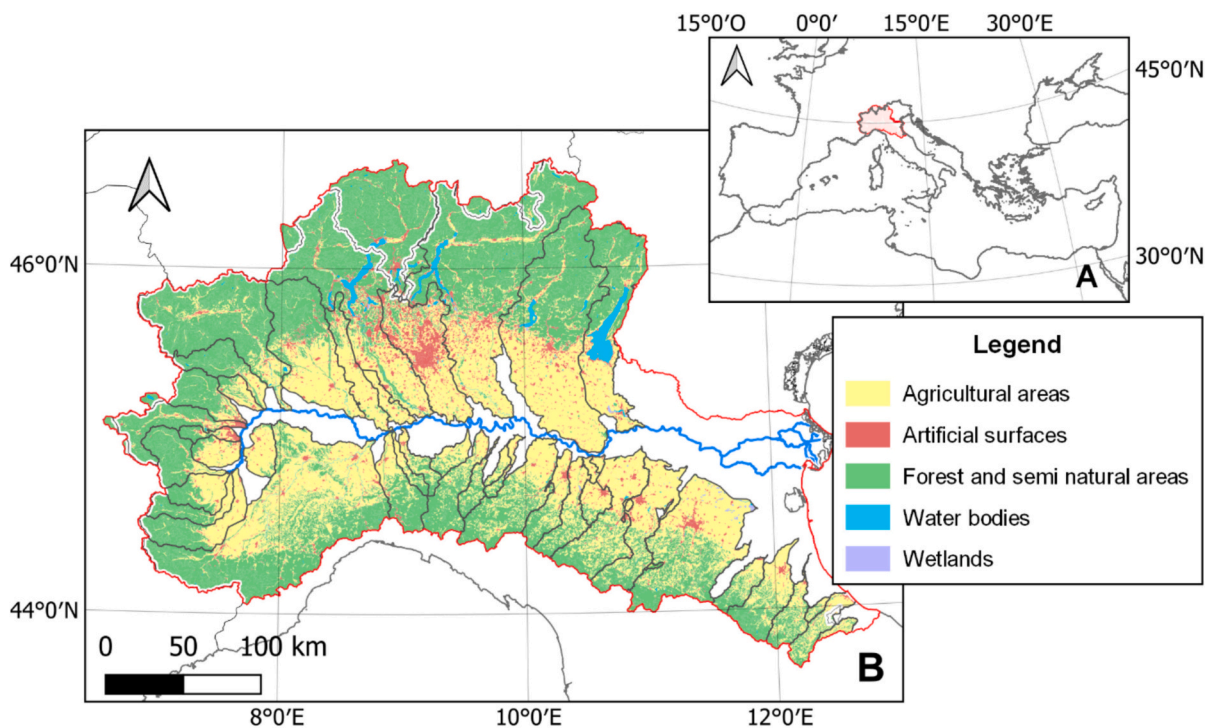 15°0′O 0°0′ 15°0′E 30°0′E
45°0′N
30°0′N
A
46°0′N
44°0′N
Legend
Agricultural areas
Artificial surfaces
Forest and semi natural areas
Water bodies
Wetlands
0 50 100 km
B
8°0′E 10°0′E 12°0′E